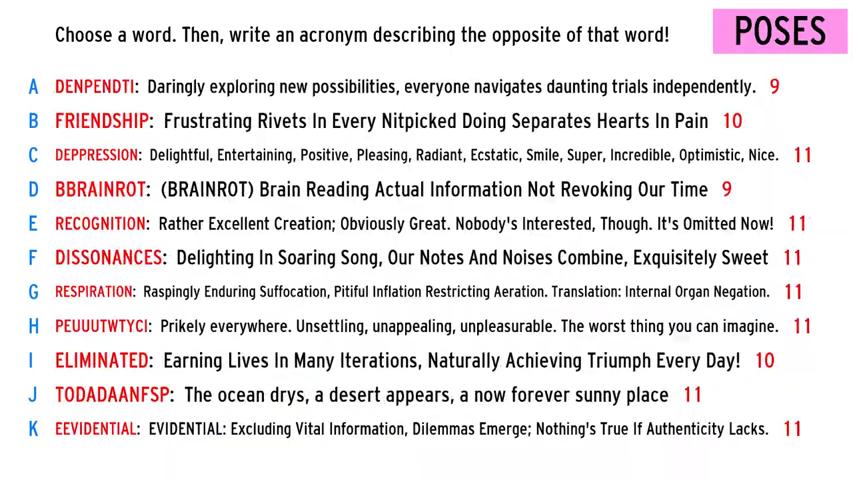 Choose a word. Then, write an acronym describing the opposite of that word!
POSES
A DENPENDTI: Daringly exploring new possibilities, everyone navigates daunting trials independently. 9
B FRIENDSHIP: Frustrating Rivets In Every Nitpicked Doing Separates Hearts In Pain 10
C DEPPRESSION: Delightful, Entertaining, Positive, Pleasing, Radiant, Ecstatic, Smile, Super, Incredible, Optimistic, Nice. 11
D BBRAINROT: (BRAINROT) Brain Reading Actual Information Not Revoking Our Time 9
E RECOGNITION: Rather Excellent Creation; Obviously Great. Nobody's Interested, Though. It's Omitted Now! 11
F DISSONANCES: Delighting In Soaring Song, Our Notes And Noises Combine, Exquisitely Sweet 11
G RESPIRATION: Raspingly Enduring Suffocation, Pitiful Inflation Restricting Aeration. Translation: Internal Organ Negation. 11
H PEUUUTWTYCI: Prikely everywhere. Unsettling, unappealing, unpleasurable. The worst thing you can imagine. 11
I ELIMINATED: Earning Lives In Many Iterations, Naturally Achieving Triumph Every Day! 10
J TODADAANFSP: The ocean drys, a desert appears, a now forever sunny place 11
K EEVIDENTIAL: EVIDENTIAL: Excluding Vital Information, Dilemmas Emerge; Nothing's True If Authenticity Lacks. 11